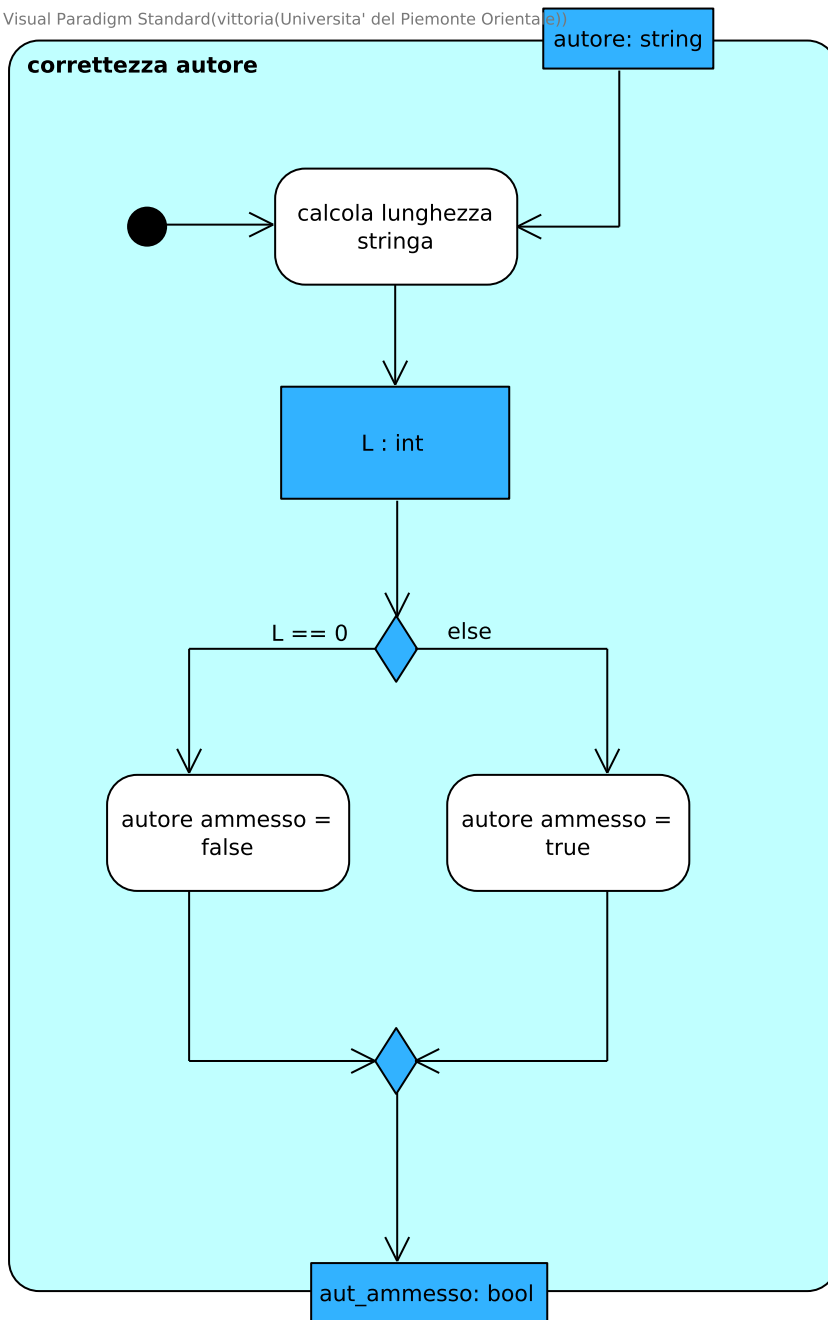 Visual Paradigm Standard(vittoria(Universita' del Piemonte Orientale))
autore: string
correttezza autore
calcola lunghezza
stringa
L : int
L == 0
else
autore ammesso =
false
autore ammesso =
true
aut_ammesso: bool